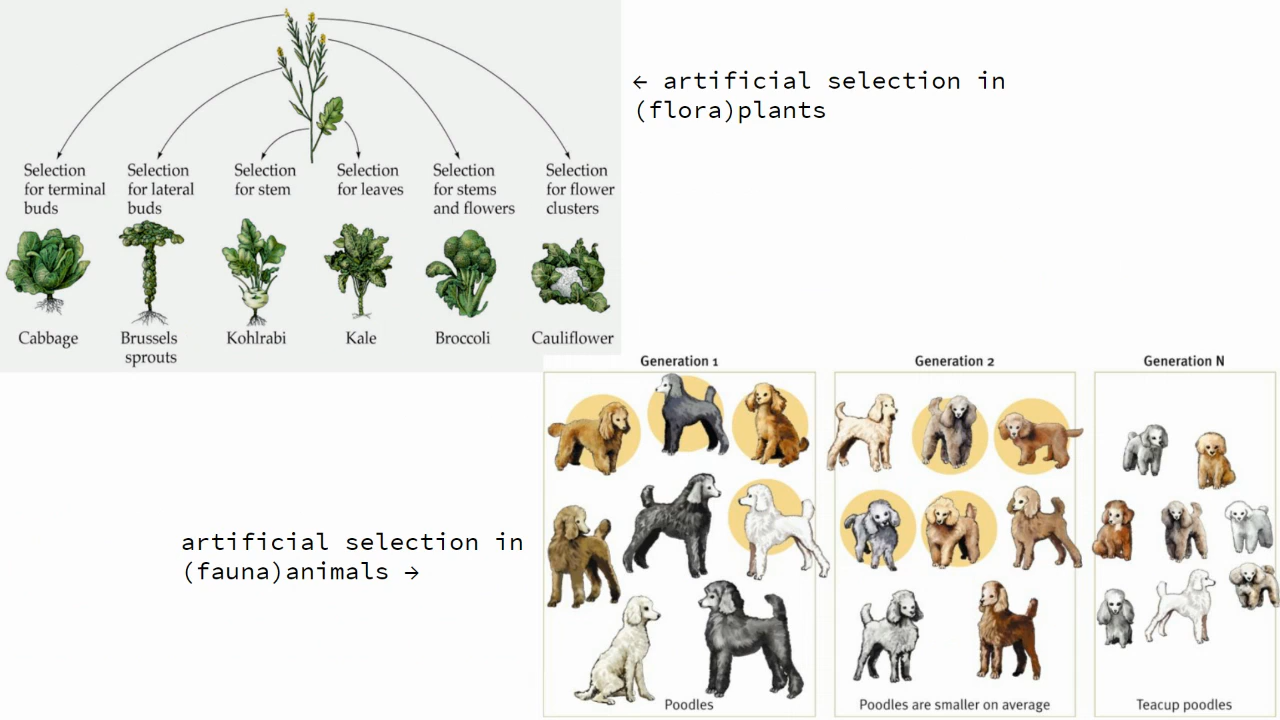 ← artificial selection in
(flora)plants
Selection
for terminal
buds
Selection
for lateral
buds
Selection
for stem
Selection
for leaves
Selection
for stems
and flowers
Selection
for flower
clusters
Cabbage
Brussels
sprouts
Kohlrabi
Kale
Broccoli
Cauliflower
artificial selection in
(fauna)animals →
Generation 1
Generation 2
Generation N
Poodles
Poodles are smaller on average
Teacup poodles